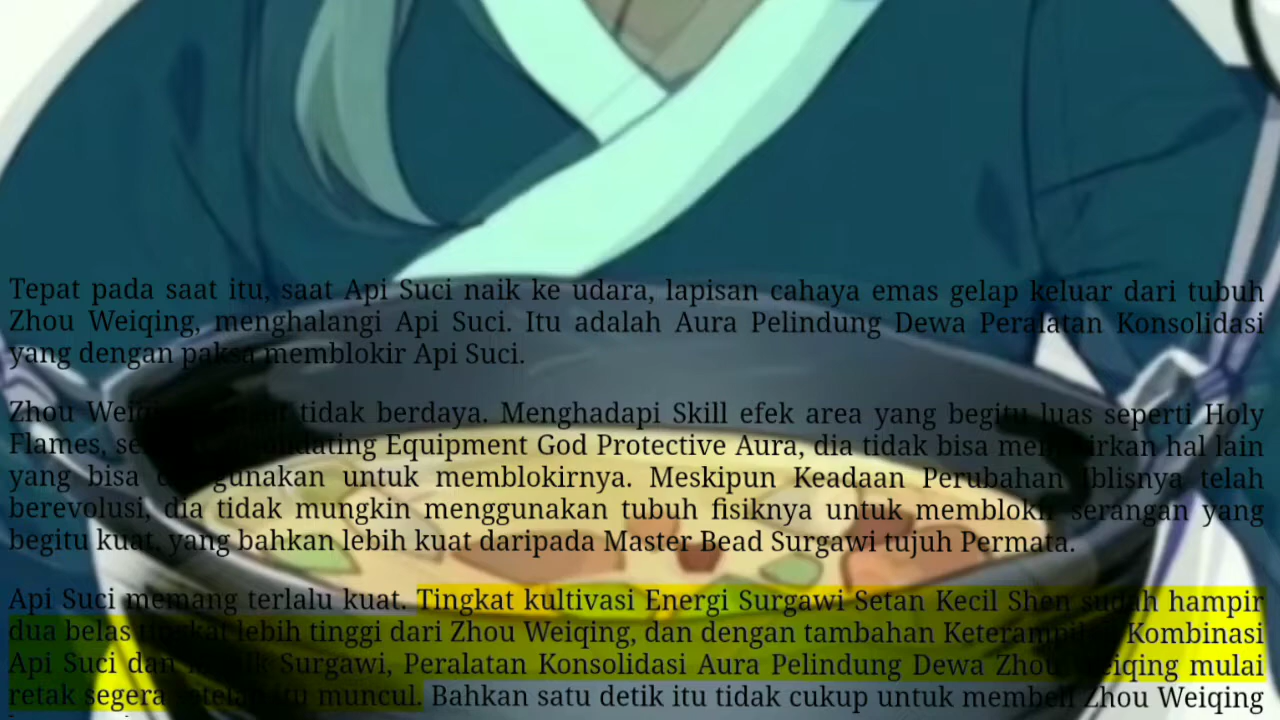 Tepat pada saat itu, saat Api Suci naik ke udara, lapisan cahaya emas gelap keluar dari tubuh
Zhou Weiqing, menghalangi Api Suci. Itu adalah Aura Pelindung Dewa Peralatan Konsolidasi
yang dengan paksa memblokir Api Suci.
Zhou tidak berdaya. Menghadapi Skill efek area yang begitu luas seperti Holy
Flames, Equipment God Protective Aura, dia tidak bisa hal lain
yang bisa untuk memblokirnya. Meskipun Keadaan Perubahan Iblisnya telah
berevolusi, dia tidak mungkin menggunakan tubuh fisiknya untuk memblokir serangan yang
begitu kuat, yang bahkan lebih kuat daripada Master Bead Surgawi tujuh Permata.
Api Suci memang terlalu kuat. Tingkat kultivasi Energi Surgawi Setan Kecil Shen sudah hampir
dua belas tingkat lebih tinggi dari Zhou Weiqing, dan dengan tambahan Keterampilan Kombinasi
Api Suci dan Surgawi, Peralatan Konsolidasi Aura Pelindung Dewa Zhou Weiqing mulai
retak segera setelah itu muncul. Bahkan satu detik itu tidak cukup untuk membeli Zhou Weiqing